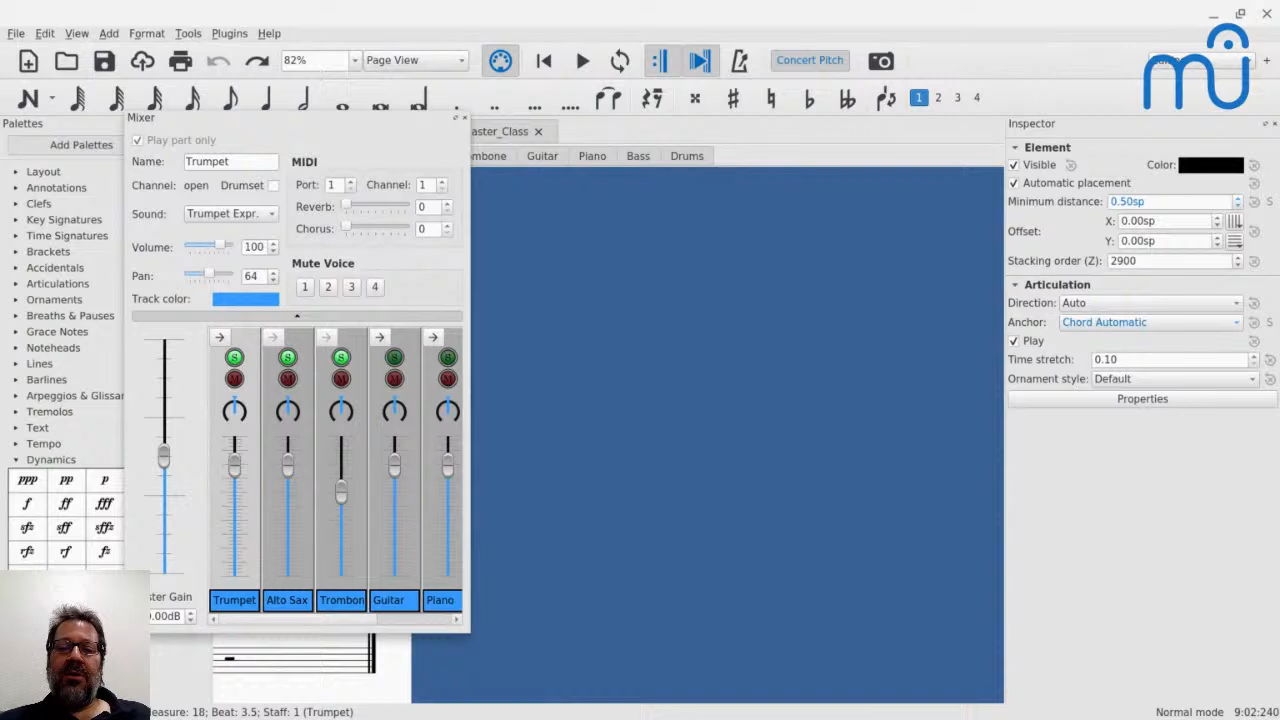 File Edit View Add Format Tools Plugins Help
82% Page View Concert Pitch
1 2 3 4
Palettes
Mixer
aster_Class
Inspector
Add Palettes
Play part only
ombone Guitar Piano Bass Drums
Element
Name: Trumpet MIDI
Visible Color:
Layout
Channel: open Drumset Port: 1 Channel: 1
Automatic placement
Annotations
Minimum distance: 0.50sp S
Clefs
Sound: Trumpet Expr. Reverb: 0
Offset: X: 0.00sp
Key Signatures
Chorus: 0
Y: 0.00sp
Time Signatures
Volume: 100
Stacking order (Z): 2900
Brackets
Mute Voice
Accidentals
Pan: 64 1 2 3 4
Articulation
Articulations
Track color:
Direction: Auto
Ornaments
Anchor: Chord Automatic S
Breaths & Pauses
Play
Grace Notes
Time stretch: 0.10
Noteheads
Ornament style: Default
Lines
Properties
Barlines
S S S S S
M M M M M
Arpeggios & Glissar
Tremolos
Text
Tempo
Dynamics
ppp pp p
f ff fff
sfz sff sffz
rfz rf fz
ster Gain Trumpet Alto Sax Trombon Guitar Piano
0.00dB
easure: 18; Beat: 3.5; Staff: 1 (Trumpet) Normal mode 9:02:240